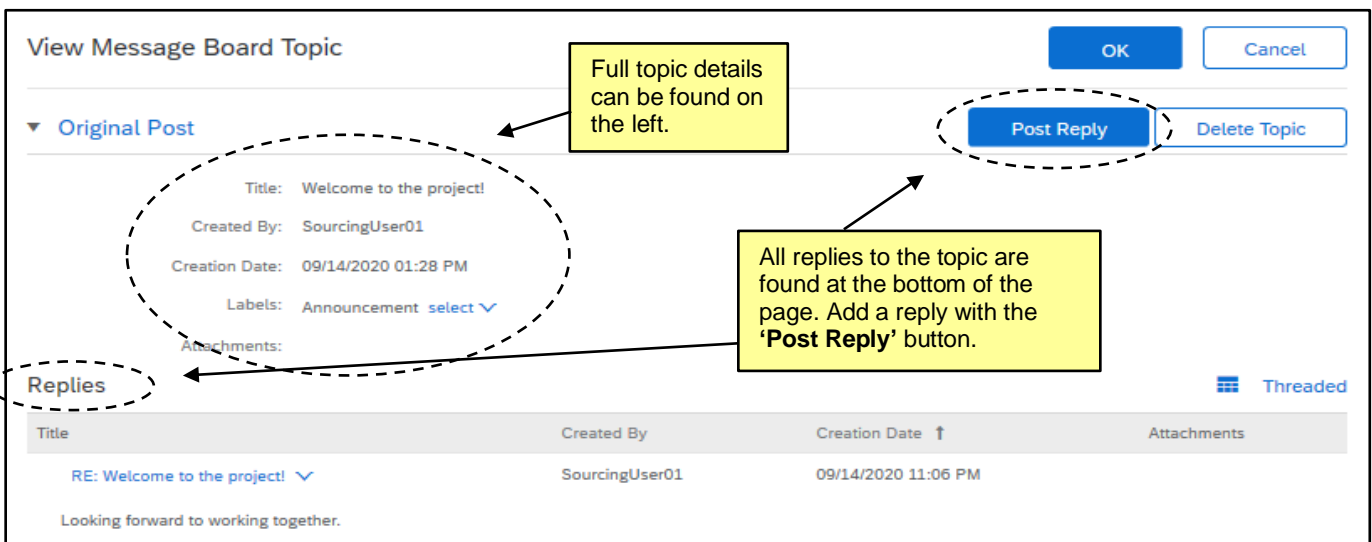 View Message Board Topic
OK
Cancel
Full topic details
can be found on
the left.
Original Post
Post Reply
Delete Topic
Title: Welcome to the project!
Created By: SourcingUser01
Creation Date: 09/14/2020 01:28 PM
Labels: Announcement select
Attachments:
All replies to the topic are
found at the bottom of the
page. Add a reply with the
‘Post Reply’ button.
Replies
Threaded
Title Created By Creation Date ↑ Attachments
RE: Welcome to the project! SourcingUser01 09/14/2020 11:06 PM
Looking forward to working together.